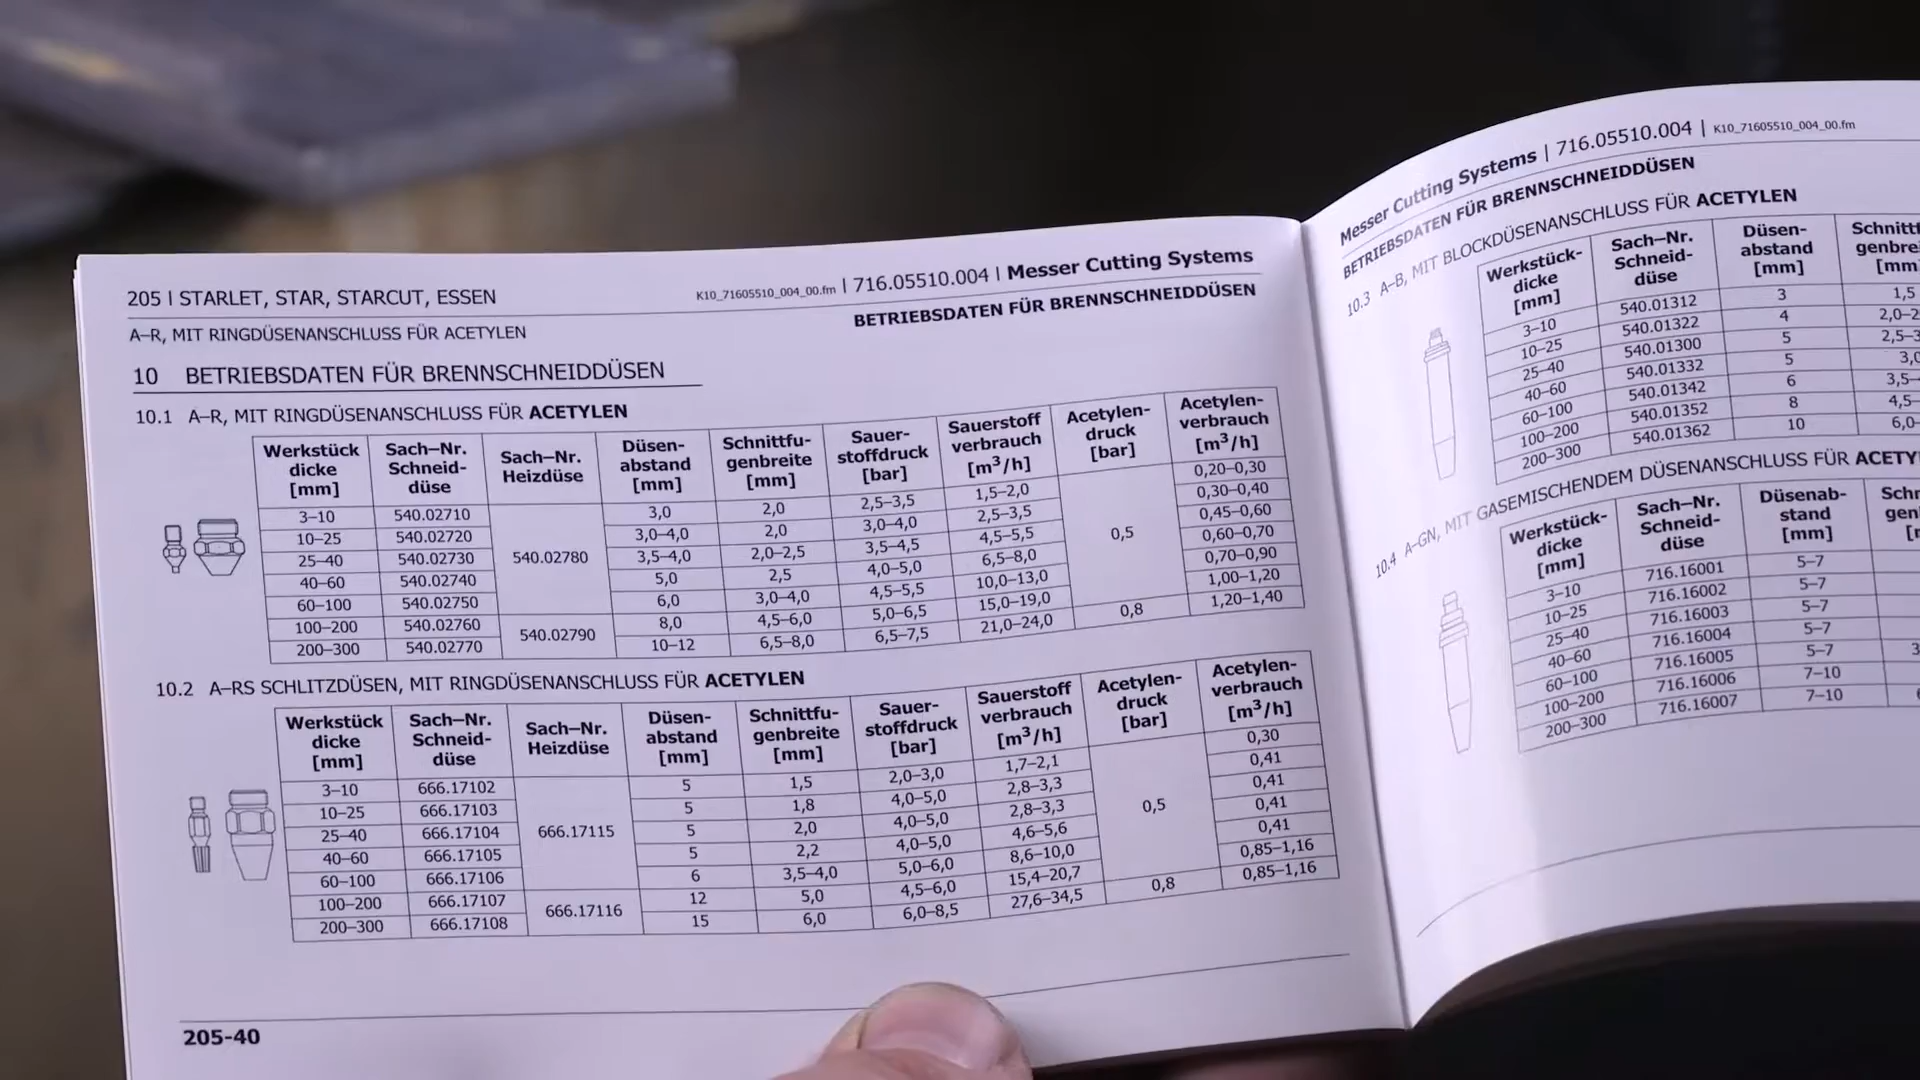 205 | STARLET, STAR, STARCUT, ESSEN
K10_71605510_004_00.fm | 716.05510.004 | Messer Cutting Systems
A–R, MIT RINGDÜSENANSCHLUSS FÜR ACETYLEN
BETRIEBSDATEN FÜR BRENNSCHNEIDDÜSEN
10 BETRIEBSDATEN FÜR BRENNSCHNEIDDÜSEN
10.1 A–R, MIT RINGDÜSENANSCHLUSS FÜR ACETYLEN
Werkstück dicke [mm] Sach–Nr. Schneid-düse Sach–Nr. Heizdüse Düsen-abstand [mm] Schnittfu-genbreite [mm] Sauer-stoffdruck [bar] Sauerstoff verbrauch [m³/h] Acetylen-druck [bar] Acetylen-verbrauch [m³/h]
3–10 540.02710 540.02780 3,0 2,0 2,5–3,5 1,5–2,0 0,5 0,20–0,30
10–25 540.02720 3,0–4,0 2,0 3,0–4,0 2,5–3,5 0,30–0,40
25–40 540.02730 3,5–4,0 2,0–2,5 3,5–4,5 4,5–5,5 0,45–0,60
40–60 540.02740 5,0 2,5 4,0–5,0 6,5–8,0 0,60–0,70
60–100 540.02750 6,0 3,0–4,0 4,5–5,5 10,0–13,0 0,70–0,90
100–200 540.02760 540.02790 8,0 4,5–6,0 5,0–6,5 15,0–19,0 1,00–1,20
200–300 540.02770 10–12 6,5–8,0 6,5–7,5 21,0–24,0 0,8 1,20–1,40
10.2 A–RS SCHLITZDÜSEN, MIT RINGDÜSENANSCHLUSS FÜR ACETYLEN
Werkstück dicke [mm] Sach–Nr. Schneid-düse Sach–Nr. Heizdüse Düsen-abstand [mm] Schnittfu-genbreite [mm] Sauer-stoffdruck [bar] Sauerstoff verbrauch [m³/h] Acetylen-druck [bar] Acetylen-verbrauch [m³/h]
3–10 666.17102 666.17115 5 1,5 2,0–3,0 1,7–2,1 0,5 0,30
10–25 666.17103 5 1,8 4,0–5,0 2,8–3,3 0,41
25–40 666.17104 5 2,0 4,0–5,0 2,8–3,3 0,41
40–60 666.17105 5 2,2 4,0–5,0 4,6–5,6 0,41
60–100 666.17106 6 3,5–4,0 5,0–6,0 8,6–10,0 0,41
100–200 666.17107 666.17116 12 5,0 4,5–6,0 15,4–20,7 0,85–1,16
200–300 666.17108 15 6,0 6,0–8,5 27,6–34,5 0,8 0,85–1,16
205-40
Messer Cutting Systems | 716.05510.004 | K10_71605510_004_00.fm
BETRIEBSDATEN FÜR BRENNSCHNEIDDÜSEN
10.3 A–B, MIT BLOCKDÜSENANSCHLUSS FÜR ACETYLEN
Werkstück-dicke [mm] Sach–Nr. Schneid-düse Düsen-abstand [mm] Schnittf genbrei [mm
3–10 540.01312 3 1,5
10–25 540.01322 4 2,0–2
25–40 540.01300 5 2,5–3
40–60 540.01332 5 3,0
60–100 540.01342 6 3,5–
100–200 540.01352 8 4,5–
200–300 540.01362 10 6,0–
10.4 A–GN, MIT GASEMISCHENDEM DÜSENANSCHLUSS FÜR ACETY
Werkstück-dicke [mm] Sach–Nr. Schneid-düse Düsenab-stand [mm] Schn gen
3–10 716.16001 5–7
10–25 716.16002 5–7
25–40 716.16003 5–7
40–60 716.16004 5–7
60–100 716.16005 5–7 3
100–200 716.16006 7–10
200–300 716.16007 7–10